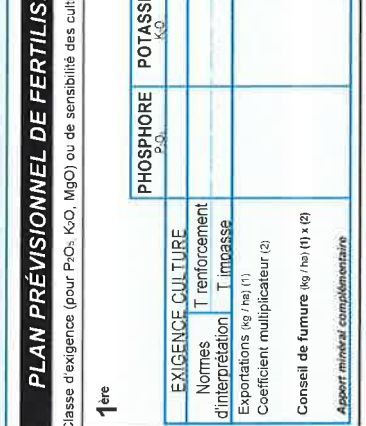 PLAN PRÉVISIONNEL DE FERTILIS
Classe d'exigence (pour P2O5, K2O, MgO) ou de sensibilité des cult
1ère
PHOSPHORE POTASSI
P2O5 K2O
EXIGENCE CULTURE
Normes d'interprétation
T renforcement
T impasse
Exportations (kg / ha) (1)
Coefficient multiplicateur (2)
Conseil de fumure (kg / ha) (1) x (2)
Apport minéral complémentaire